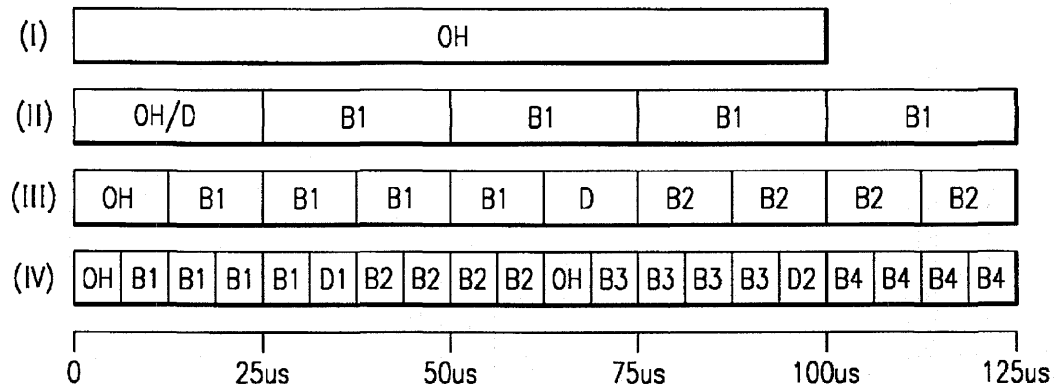 (I) OH
(II) OH/D B1 B1 B1 B1
(III) OH B1 B1 B1 B1 D B2 B2 B2 B2
(IV) OH B1 B1 B1 B1 D1 B2 B2 B2 B2 OH B3 B3 B3 B3 D2 B4 B4 B4 B4
0 25us 50us 75us 100us 125us